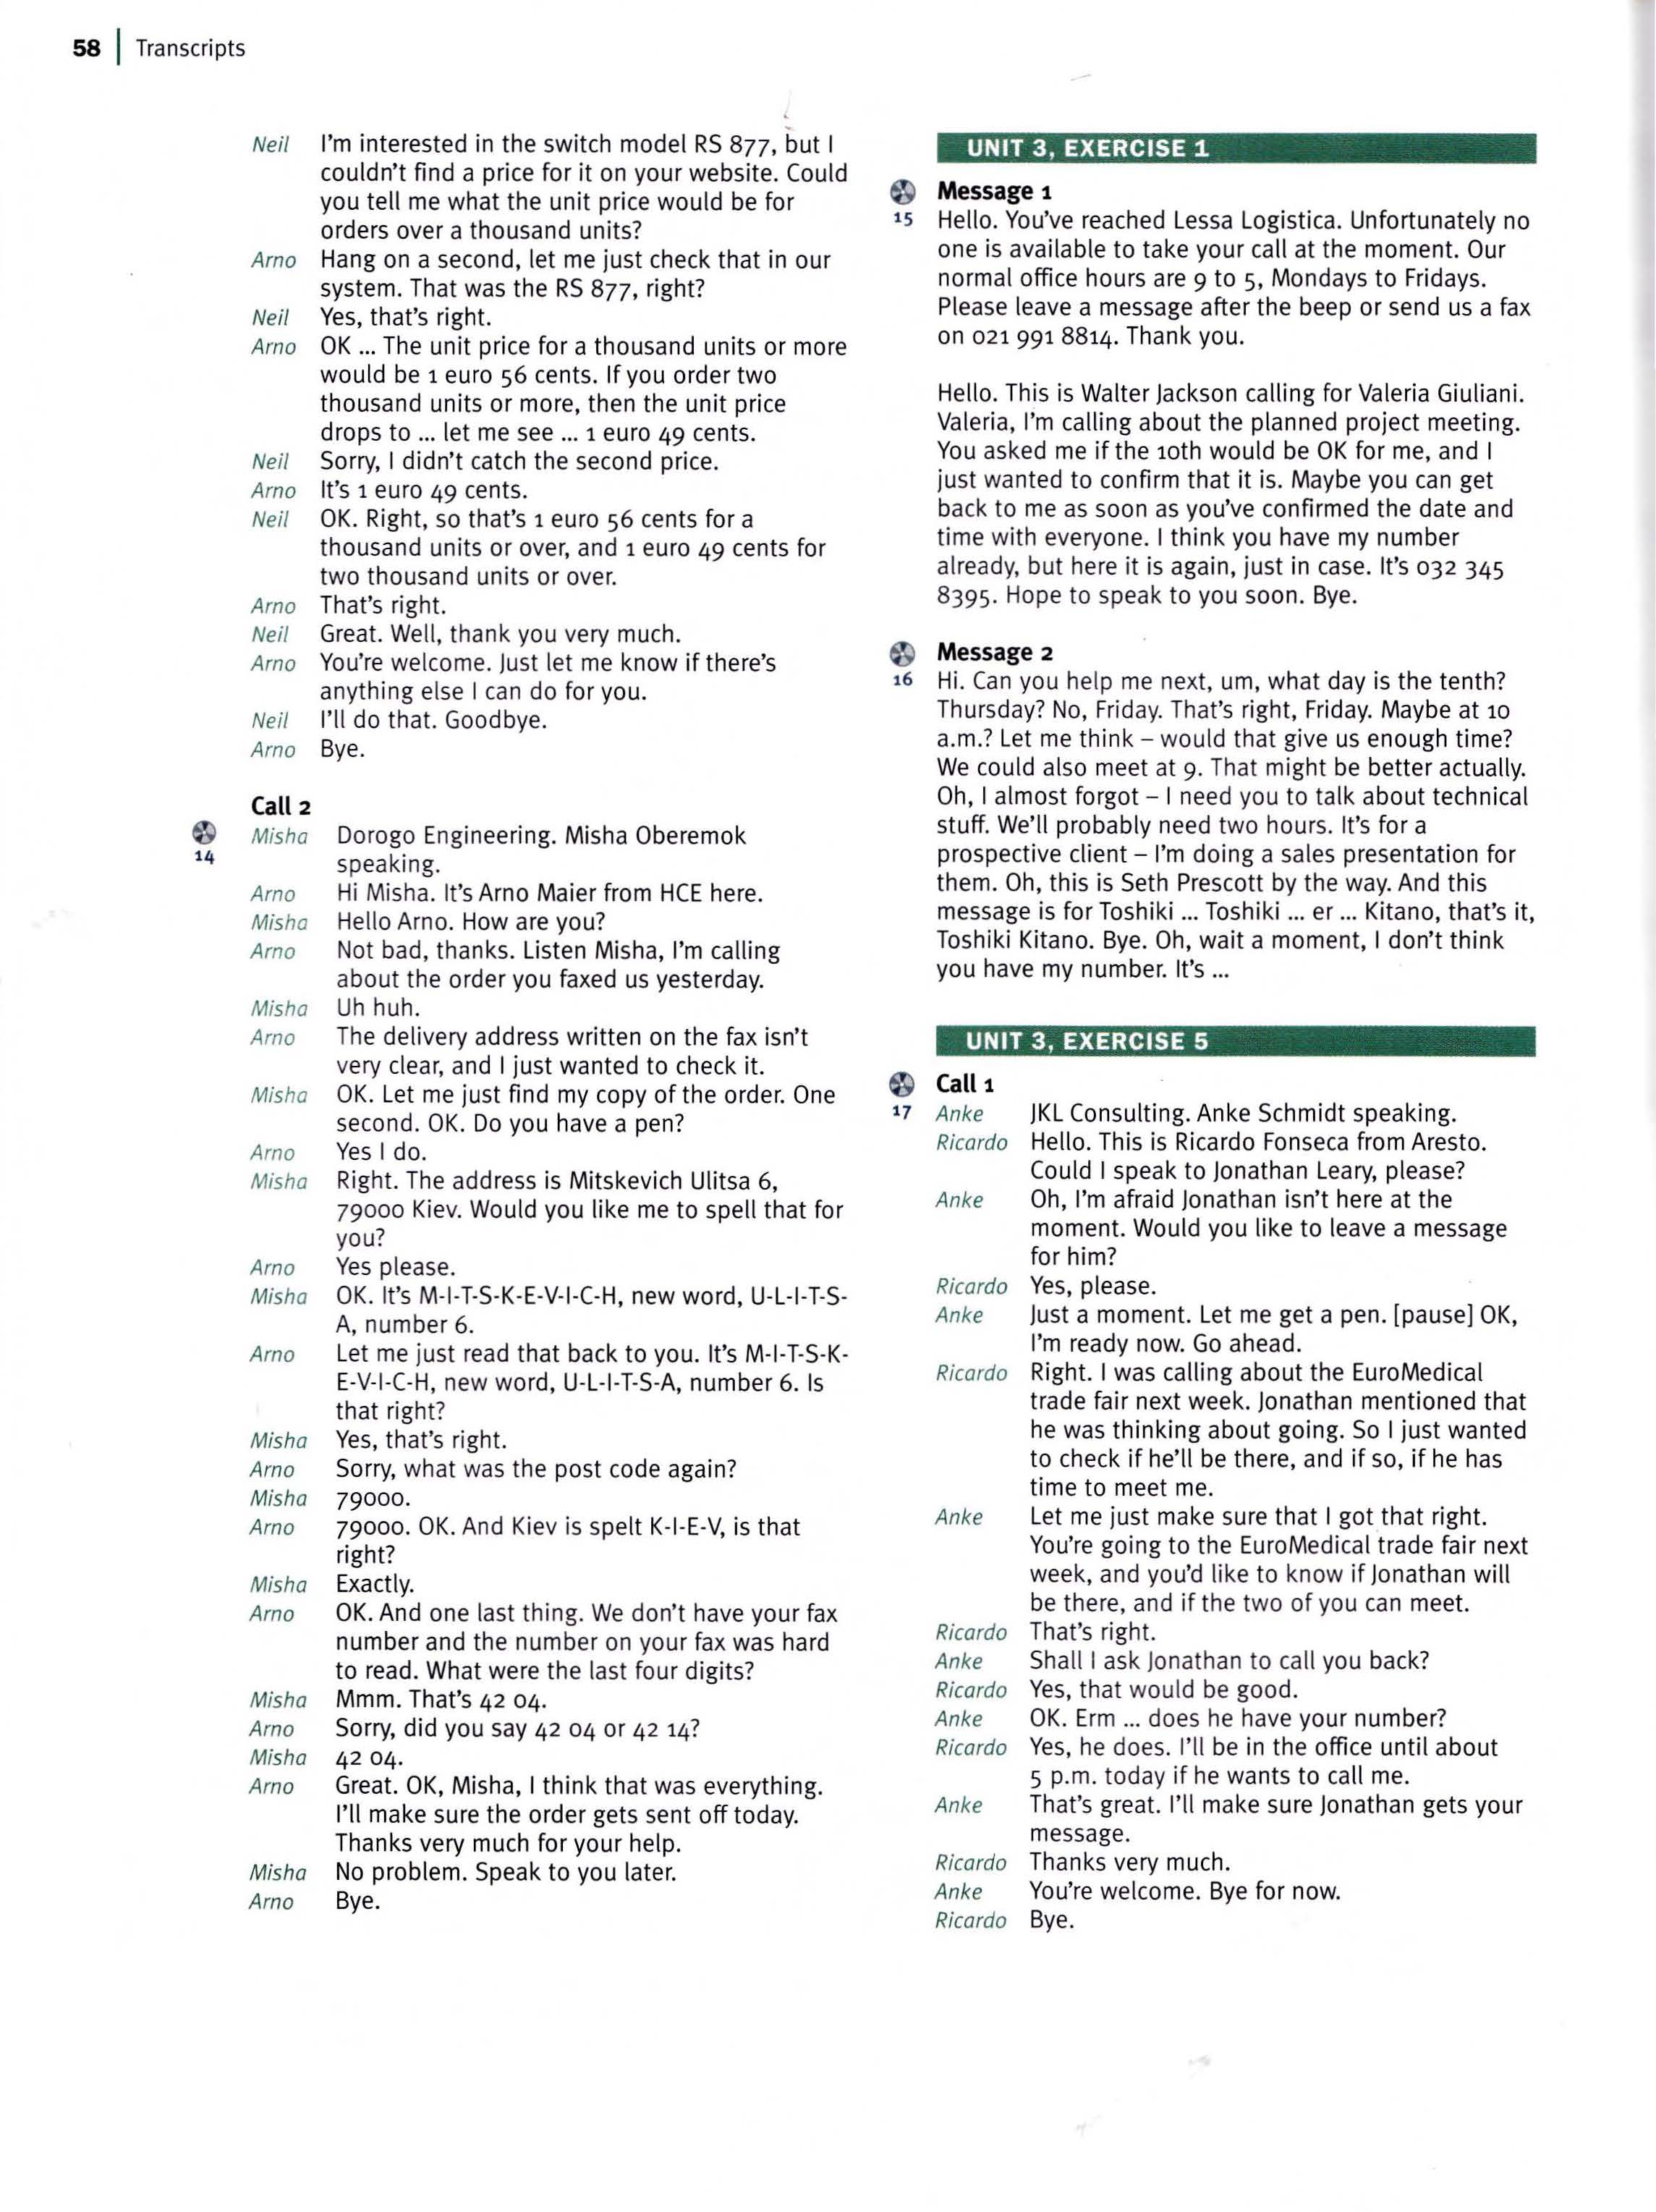 58 | Transcripts
Neil I'm interested in the switch model RS 877, but I
couldn't find a price for it on your website. Could
you tell me what the unit price would be for
orders over a thousand units?
Arno Hang on a second, let me just check that in our
system. That was the RS 877, right?
Neil Yes, that's right.
Arno OK ... The unit price for a thousand units or more
would be 1 euro 56 cents. If you order two
thousand units or more, then the unit price
drops to ... let me see ... 1 euro 49 cents.
Neil Sorry, I didn't catch the second price.
Arno It's 1 euro 49 cents.
Neil OK. Right, so that's 1 euro 56 cents for a
thousand units or over, and 1 euro 49 cents for
two thousand units or over.
Arno That's right.
Neil Great. Well, thank you very much.
Arno You're welcome. Just let me know if there's
anything else I can do for you.
Neil I'll do that. Goodbye.
Arno Bye.
Call 2
14 Misha Dorogo Engineering. Misha Oberemok
speaking.
Arno Hi Misha. It's Arno Maier from HCE here.
Misha Hello Arno. How are you?
Arno Not bad, thanks. Listen Misha, I'm calling
about the order you faxed us yesterday.
Misha Uh huh.
Arno The delivery address written on the fax isn't
very clear, and I just wanted to check it.
Misha OK. Let me just find my copy of the order. One
second. OK. Do you have a pen?
Arno Yes I do.
Misha Right. The address is Mitskevich Ulitsa 6,
79000 Kiev. Would you like me to spell that for
you?
Arno Yes please.
Misha OK. It's M-I-T-S-K-E-V-I-C-H, new word, U-L-I-T-S-
A, number 6.
Arno Let me just read that back to you. It's M-I-T-S-K-
E-V-I-C-H, new word, U-L-I-T-S-A, number 6. Is
that right?
Misha Yes, that's right.
Arno Sorry, what was the post code again?
Misha 79000.
Arno 79000. OK. And Kiev is spelt K-I-E-V, is that
right?
Misha Exactly.
Arno OK. And one last thing. We don't have your fax
number and the number on your fax was hard
to read. What were the last four digits?
Misha Mmm. That's 42 04.
Arno Sorry, did you say 42 04 or 42 14?
Misha 42 04.
Arno Great. OK, Misha, I think that was everything.
I'll make sure the order gets sent off today.
Thanks very much for your help.
Misha No problem. Speak to you later.
Arno Bye.
UNIT 3, EXERCISE 1
Message 1
15 Hello. You've reached Lessa Logistica. Unfortunately no
one is available to take your call at the moment. Our
normal office hours are 9 to 5, Mondays to Fridays.
Please leave a message after the beep or send us a fax
on 021 991 8814. Thank you.
Hello. This is Walter Jackson calling for Valeria Giuliani.
Valeria, I'm calling about the planned project meeting.
You asked me if the 10th would be OK for me, and I
just wanted to confirm that it is. Maybe you can get
back to me as soon as you've confirmed the date and
time with everyone. I think you have my number
already, but here it is again, just in case. It's 032 345
8395. Hope to speak to you soon. Bye.
Message 2
16 Hi. Can you help me next, um, what day is the tenth?
Thursday? No, Friday. That's right, Friday. Maybe at 10
a.m.? Let me think – would that give us enough time?
We could also meet at 9. That might be better actually.
Oh, I almost forgot – I need you to talk about technical
stuff. We'll probably need two hours. It's for a
prospective client – I'm doing a sales presentation for
them. Oh, this is Seth Prescott by the way. And this
message is for Toshiki ... Toshiki ... er ... Kitano, that's it,
Toshiki Kitano. Bye. Oh, wait a moment, I don't think
you have my number. It's ...
UNIT 3, EXERCISE 5
Call 1
17 Anke JKL Consulting. Anke Schmidt speaking.
Ricardo Hello. This is Ricardo Fonseca from Aresto.
Could I speak to Jonathan Leary, please?
Anke Oh, I'm afraid Jonathan isn't here at the
moment. Would you like to leave a message
for him?
Ricardo Yes, please.
Anke Just a moment. Let me get a pen. [pause] OK,
I'm ready now. Go ahead.
Ricardo Right. I was calling about the EuroMedical
trade fair next week. Jonathan mentioned that
he was thinking about going. So I just wanted
to check if he'll be there, and if so, if he has
time to meet me.
Anke Let me just make sure that I got that right.
You're going to the EuroMedical trade fair next
week, and you'd like to know if Jonathan will
be there, and if the two of you can meet.
Ricardo That's right.
Anke Shall I ask Jonathan to call you back?
Ricardo Yes, that would be good.
Anke OK. Erm ... does he have your number?
Ricardo Yes, he does. I'll be in the office until about
5 p.m. today if he wants to call me.
Anke That's great. I'll make sure Jonathan gets your
message.
Ricardo Thanks very much.
Anke You're welcome. Bye for now.
Ricardo Bye.